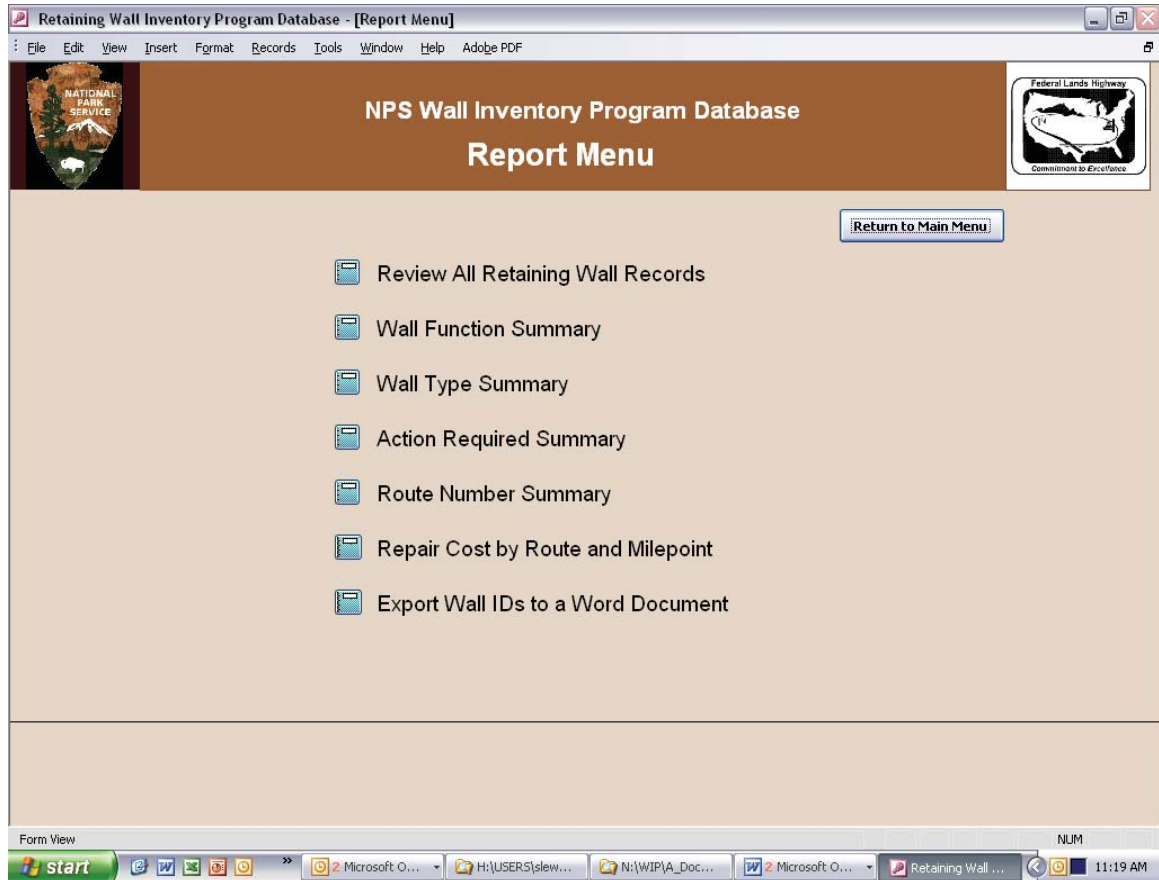 Retaining Wall Inventory Program Database - [Report Menu]
File Edit View Insert Format Records Tools Window Help Adobe PDF
NATIONAL
PARK
SERVICE
NPS Wall Inventory Program Database
Report Menu
Federal Lands Highway
Commitment to Excellence
Return to Main Menu
Review All Retaining Wall Records
Wall Function Summary
Wall Type Summary
Action Required Summary
Route Number Summary
Repair Cost by Route and Milepoint
Export Wall IDs to a Word Document
Form View NUM
start » 2 Microsoft O... H:\USERS\slew... N:\WIP\A_Doc... 2 Microsoft O... Retaining Wall ... 11:19 AM